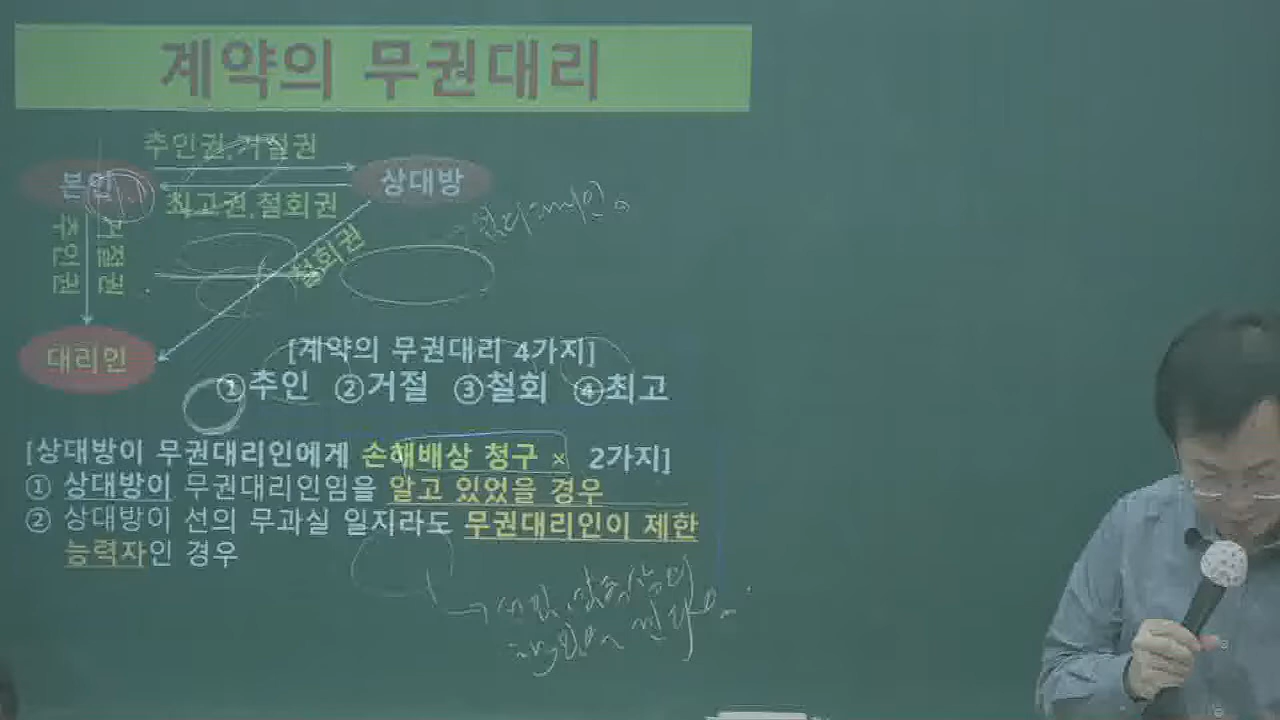 계약의 무권대리
추인권,거절권
본인
상대방
최고권,철회권
추인권
거절권
철회권
대리인
[계약의 무권대리 4가지]
①추인 ②거절 ③철회 ④최고
[상대방이 무권대리인에게 손해배상 청구 × 2가지]
① 상대방이 무권대리인임을 알고 있었을 경우
② 상대방이 선의 무과실 일지라도 무권대리인이 제한
능력자인 경우